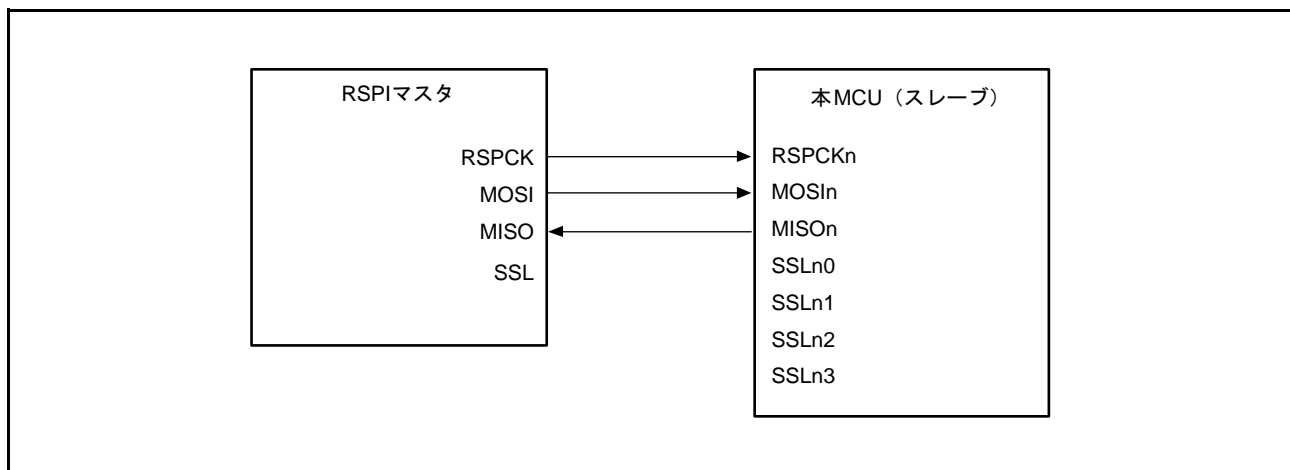 RSPIマスタ
RSPCK
MOSI
MISO
SSL
本MCU（スレーブ）
RSPCKn
MOSIn
MISOn
SSLn0
SSLn1
SSLn2
SSLn3